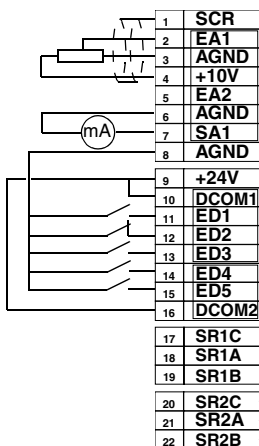 1 SCR
2 EA1
3 AGND
4 +10V
5 EA2
6 AGND
mA
7 SA1
8 AGND
9 +24V
10 DCOM1
11 ED1
12 ED2
13 ED3
14 ED4
15 ED5
16 DCOM2
17 SR1C
18 SR1A
19 SR1B
20 SR2C
21 SR2A
22 SR2B